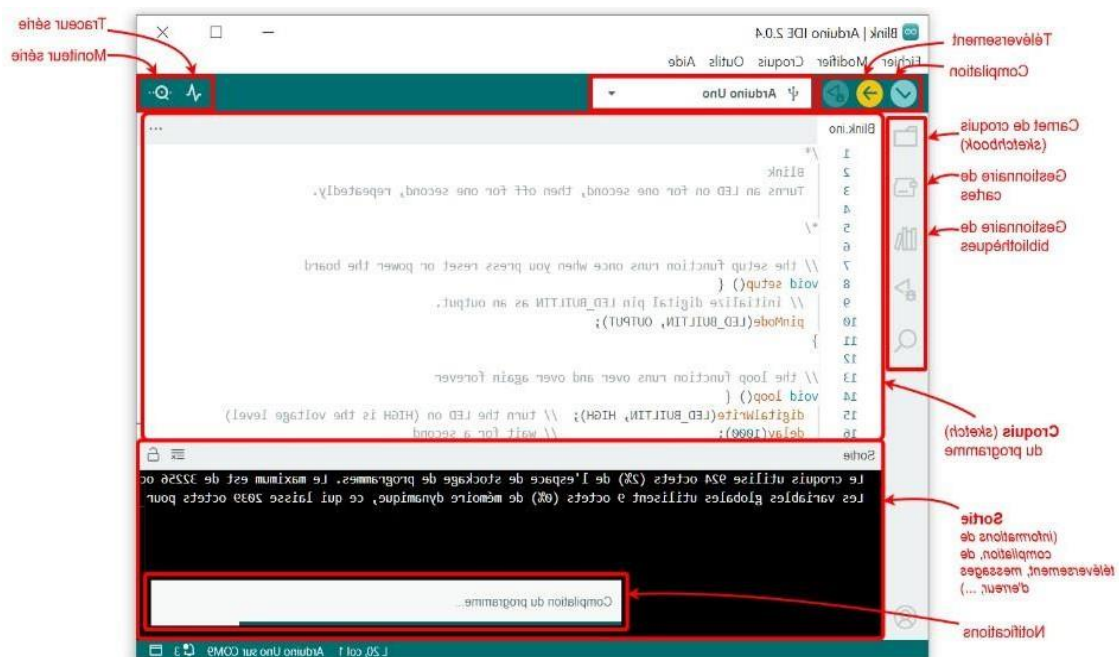 Blink | Arduino IDE 2.0.4
Fichier Modifier Croquis Outils Aide
Arduino Uno
Téléversement
Compilation
Traceur série
Moniteur série
Carnet de croquis
(sketchbook)
Gestionnaire de
cartes
Gestionnaire de
bibliothèques
Blink.ino
...
1 /*
2 Blink
3 Turns an LED on for one second, then off for one second, repeatedly.
4
5 */
6
7 // the setup function runs once when you press reset or power the board
8 void setup() {
9 // initialize digital pin LED_BUILTIN as an output.
10 pinMode(LED_BUILTIN, OUTPUT);
11 }
12
13 // the loop function runs over and over again forever
14 void loop() {
15 digitalWrite(LED_BUILTIN, HIGH); // turn the LED on (HIGH is the voltage level)
16 delay(1000); // wait for a second
Croquis (sketch)
du programme
Sortie
Le croquis utilise 924 octets (2%) de l'espace de stockage de programmes. Le maximum est de 32256 oc
Les variables globales utilisent 9 octets (0%) de mémoire dynamique, ce qui laisse 2039 octets pour
Sortie
(informations de
compilation, de
téléversement, messsages
d'erreur, ...)
Compilation du programme...
Notifications
L 20, col 1 Arduino Uno sur COM9 3